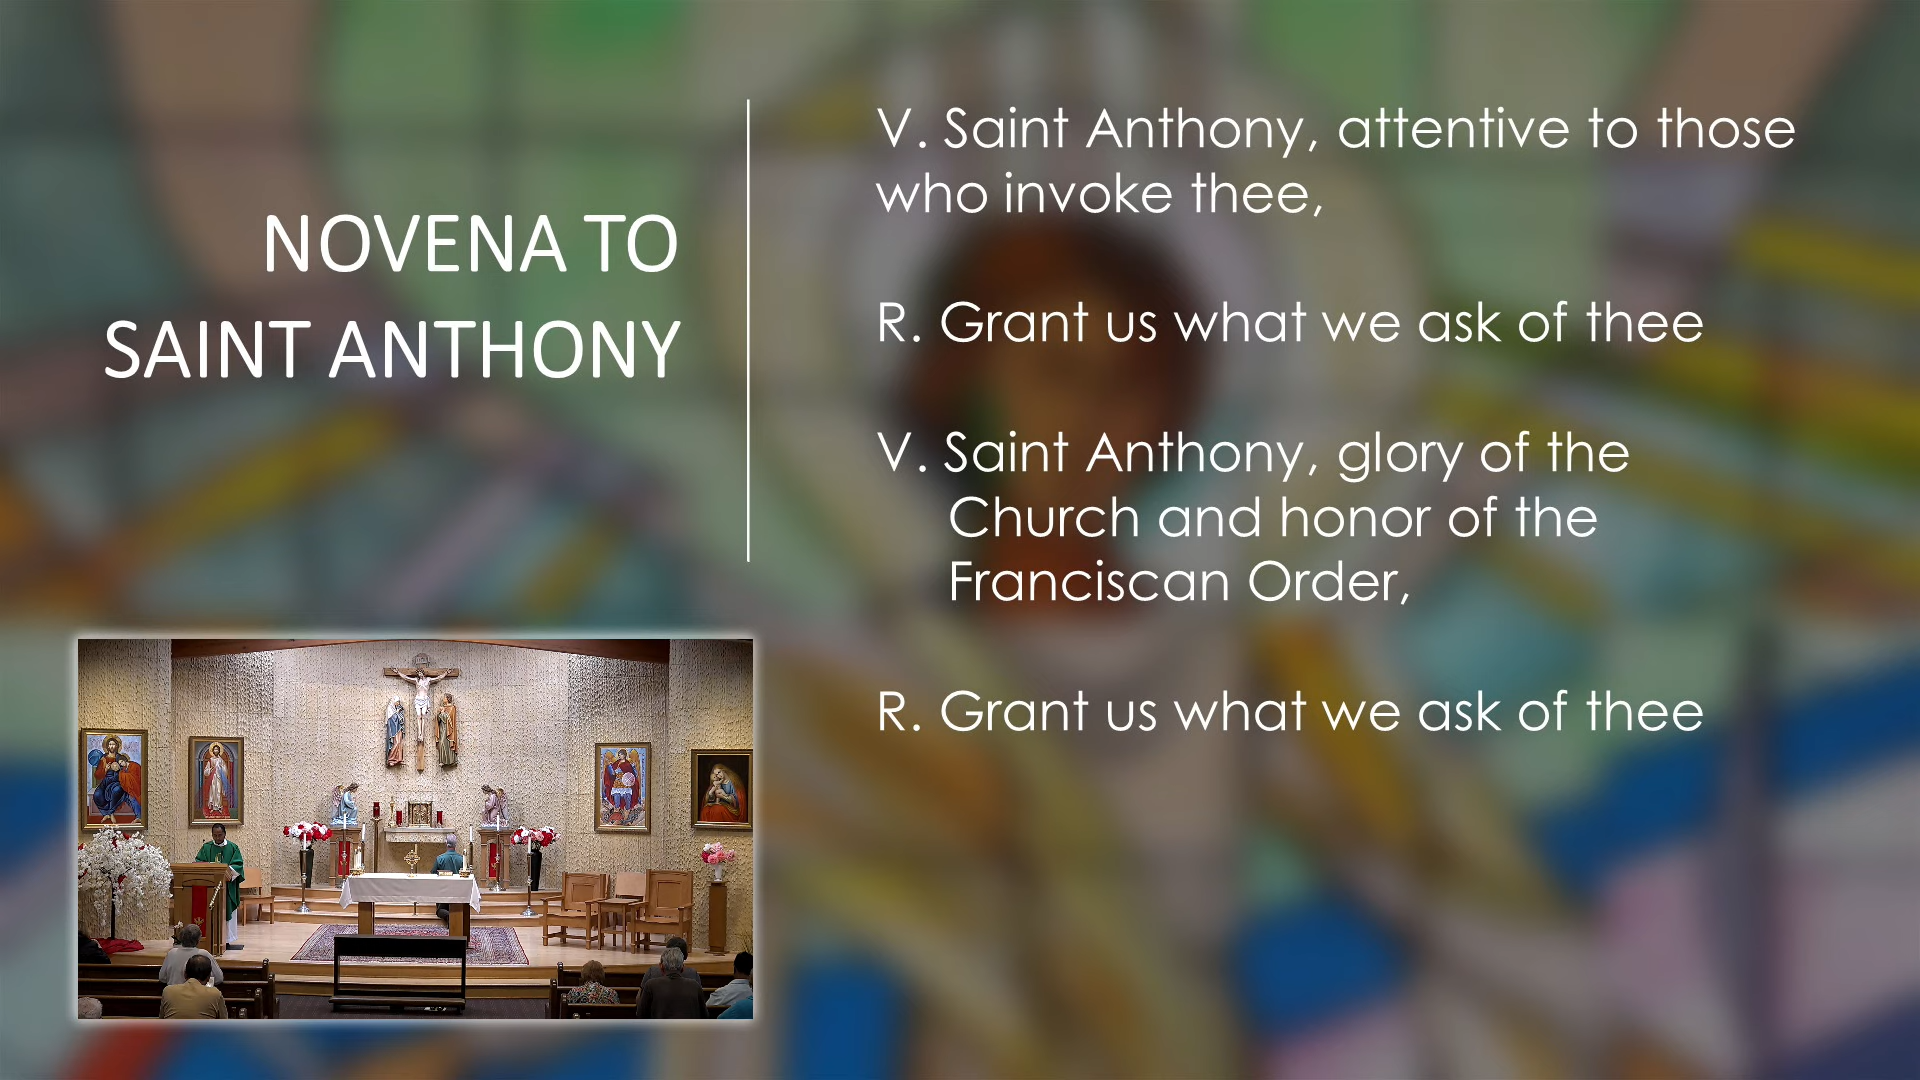 NOVENA TO
SAINT ANTHONY
V. Saint Anthony, attentive to those
who invoke thee,
R. Grant us what we ask of thee
V. Saint Anthony, glory of the
Church and honor of the
Franciscan Order,
R. Grant us what we ask of thee